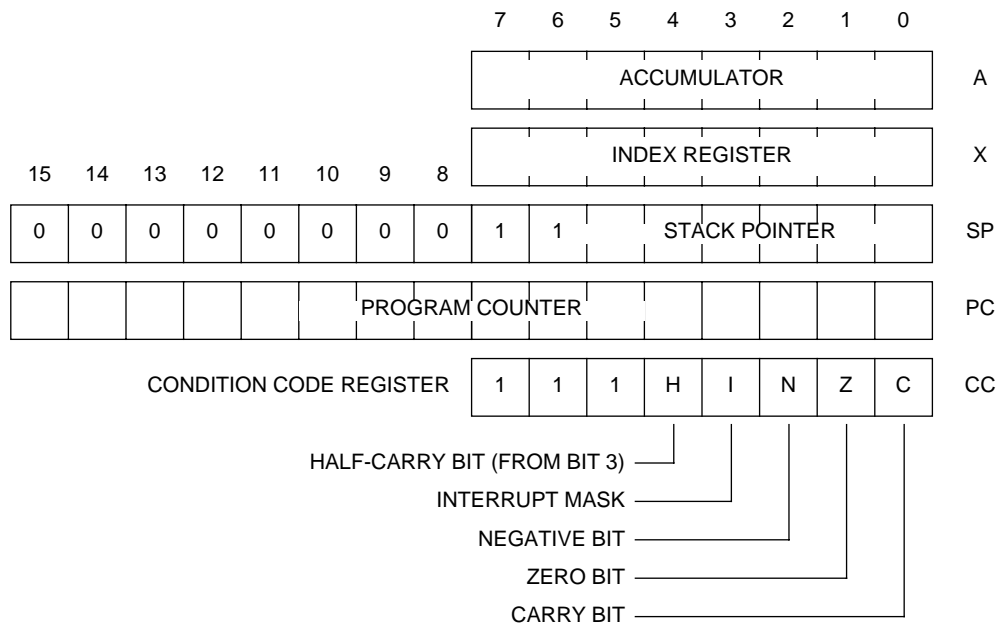 7 6 5 4 3 2 1 0
ACCUMULATOR A
INDEX REGISTER X
15 14 13 12 11 10 9 8
0 0 0 0 0 0 0 0 1 1 STACK POINTER SP
PROGRAM COUNTER PC
CONDITION CODE REGISTER 1 1 1 H I N Z C CC
HALF-CARRY BIT (FROM BIT 3)
INTERRUPT MASK
NEGATIVE BIT
ZERO BIT
CARRY BIT